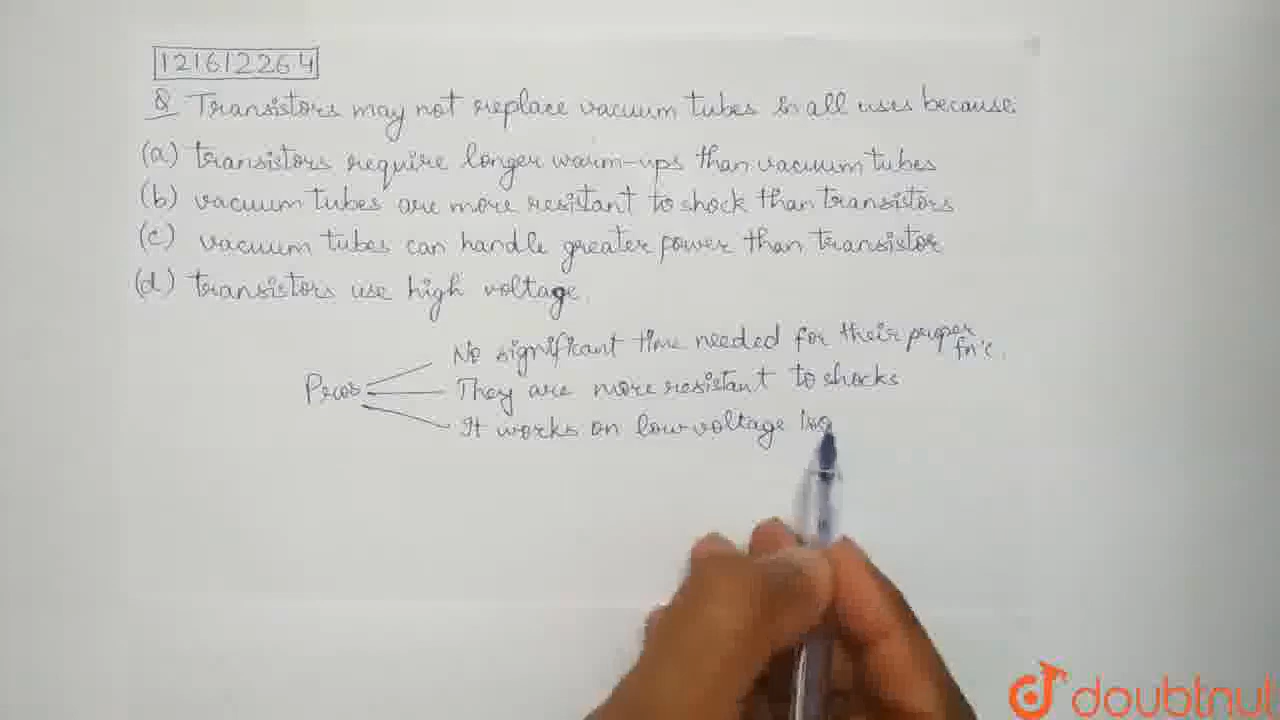 121612264
Q Transistors may not replace vacuum tubes in all uses because:
(a) transistors require longer warm-ups than vacuum tubes
(b) vacuum tubes are more resistant to shock than transistors
(c) vacuum tubes can handle greater power than transistor
(d) transistors use high voltage.
No significant time needed for their proper
fn'c.
Pros
They are more resistant to shocks
It works on low voltage
doubtnut